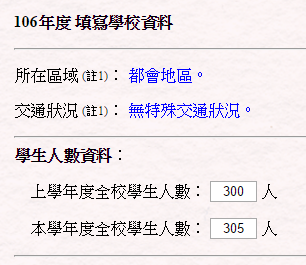 106年度 填寫學校資料
所在區域 (註1)： 都會地區。
交通狀況 (註1)： 無特殊交通狀況。
學生人數資料：
上學年度全校學生人數： 300 人
本學年度全校學生人數： 305 人